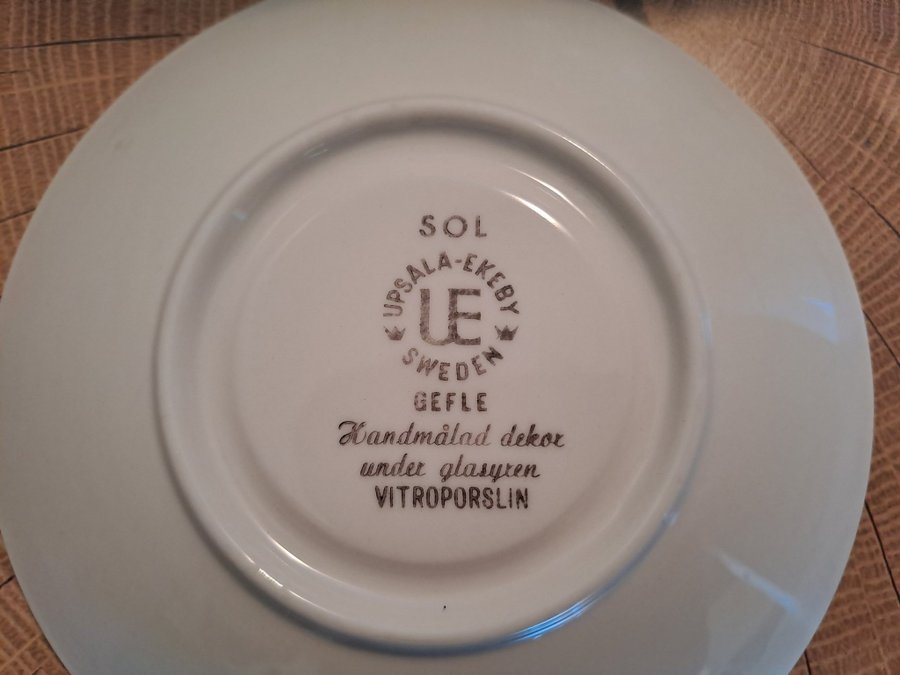 SOL
UPSALA-EKEBY
UE
SWEDEN
GEFLE
Handmålad dekor
under glasyren
VITROPORSLIN